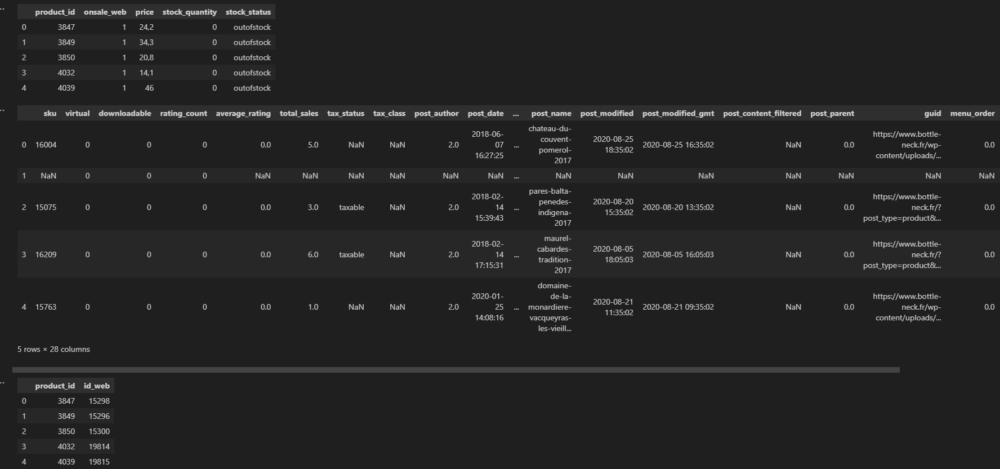 product_id onsale_web price stock_quantity stock_status
0 3847 1 24,2 0 outofstock
1 3849 1 34,3 0 outofstock
2 3850 1 20,8 0 outofstock
3 4032 1 14,1 0 outofstock
4 4039 1 46 0 outofstock
sku virtual downloadable rating_count average_rating total_sales tax_status tax_class post_author post_date ... post_name post_modified post_modified_gmt post_content_filtered post_parent guid menu_order
0 16004 0 0 0 0.0 5.0 NaN NaN 2.0 2018-06-07 16:27:25 ... chateau-du-couvent-pomerol-2017 2020-08-25 18:35:02 2020-08-25 16:35:02 NaN 0.0 https://www.bottle-neck.fr/wp-content/uploads/... 0.0
1 NaN 0 0 0 NaN NaN NaN NaN NaN NaN ... NaN NaN NaN NaN NaN NaN NaN
2 15075 0 0 0 0.0 3.0 taxable NaN 2.0 2018-02-14 15:39:43 ... pares-balta-penedes-indigena-2017 2020-08-20 15:35:02 2020-08-20 13:35:02 NaN 0.0 https://www.bottle-neck.fr/?post_type=product&... 0.0
3 16209 0 0 0 0.0 6.0 taxable NaN 2.0 2018-02-14 17:15:31 ... maurel-cabardes-tradition-2017 2020-08-05 18:05:03 2020-08-05 16:05:03 NaN 0.0 https://www.bottle-neck.fr/?post_type=product&... 0.0
4 15763 0 0 0 0.0 1.0 NaN NaN 2.0 2020-01-25 14:08:16 ... domaine-de-la-monardiere-vacqueyras-les-vieill... 2020-08-21 11:35:02 2020-08-21 09:35:02 NaN 0.0 https://www.bottle-neck.fr/wp-content/uploads/... 0.0
5 rows × 28 columns
product_id id_web
0 3847 15298
1 3849 15296
2 3850 15300
3 4032 19814
4 4039 19815